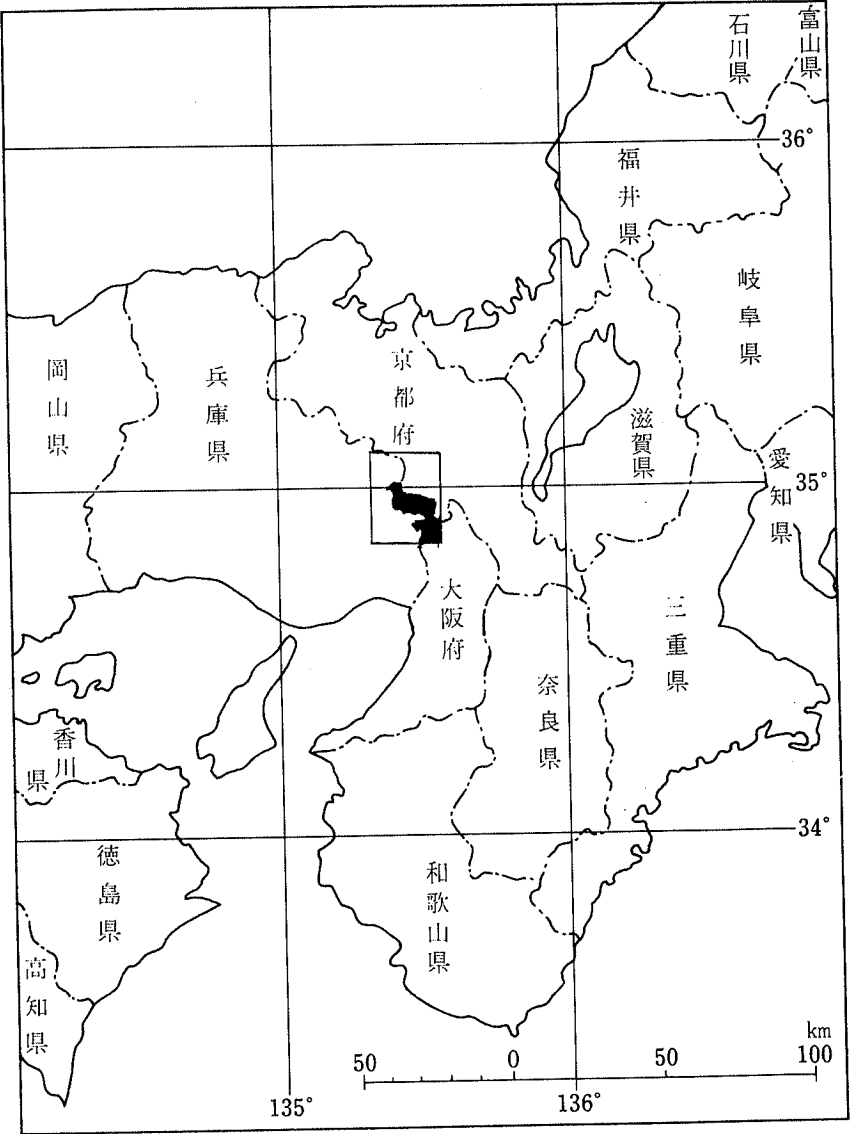 石川県
富山県
36°
福井県
岐阜県
岡山県
兵庫県
京都府
滋賀県
愛知県
35°
大阪府
三重県
奈良県
香川
県
34°
徳島県
和歌山県
高知県
km
50 0 50 100
135° 136°